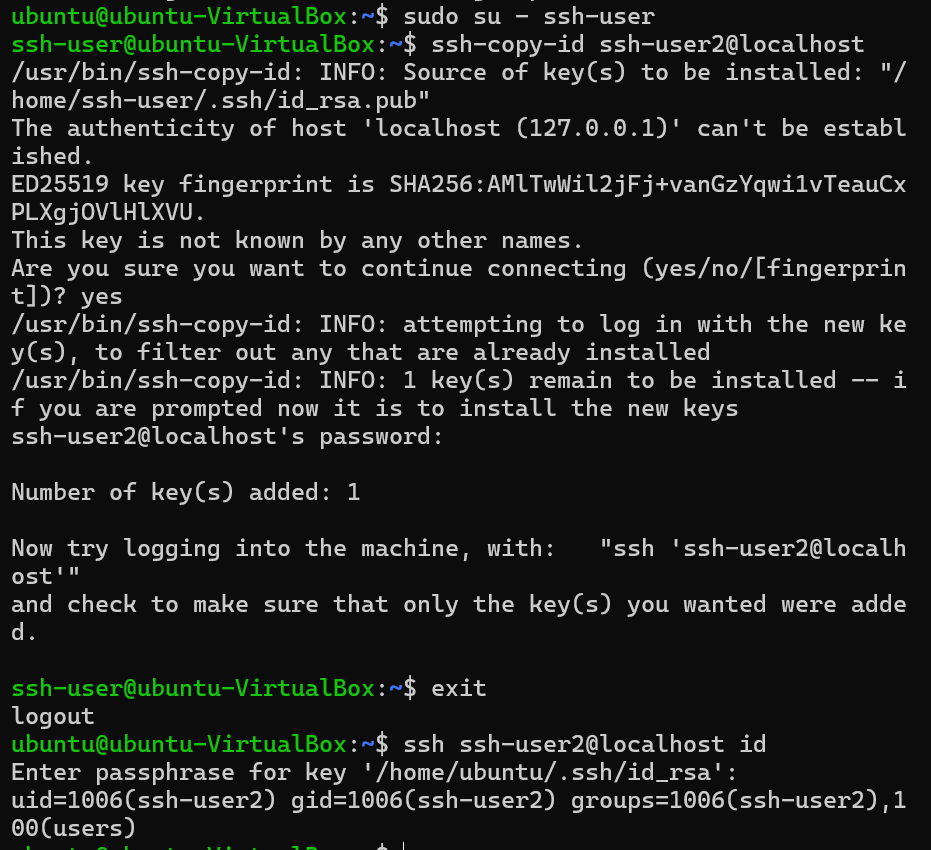 ubuntu@ubuntu-VirtualBox:~$ sudo su - ssh-user
ssh-user@ubuntu-VirtualBox:~$ ssh-copy-id ssh-user2@localhost
/usr/bin/ssh-copy-id: INFO: Source of key(s) to be installed: "/
home/ssh-user/.ssh/id_rsa.pub"
The authenticity of host 'localhost (127.0.0.1)' can't be establ
ished.
ED25519 key fingerprint is SHA256:AMlTwWil2jFj+vanGzYqwi1vTeauCx
PLXgjOVlHlXVU.
This key is not known by any other names.
Are you sure you want to continue connecting (yes/no/[fingerprin
t])? yes
/usr/bin/ssh-copy-id: INFO: attempting to log in with the new ke
y(s), to filter out any that are already installed
/usr/bin/ssh-copy-id: INFO: 1 key(s) remain to be installed -- i
f you are prompted now it is to install the new keys
ssh-user2@localhost's password:
Number of key(s) added: 1
Now try logging into the machine, with:   "ssh 'ssh-user2@localh
ost'"
and check to make sure that only the key(s) you wanted were adde
d.
ssh-user@ubuntu-VirtualBox:~$ exit
logout
ubuntu@ubuntu-VirtualBox:~$ ssh ssh-user2@localhost id
Enter passphrase for key '/home/ubuntu/.ssh/id_rsa':
uid=1006(ssh-user2) gid=1006(ssh-user2) groups=1006(ssh-user2),1
00(users)